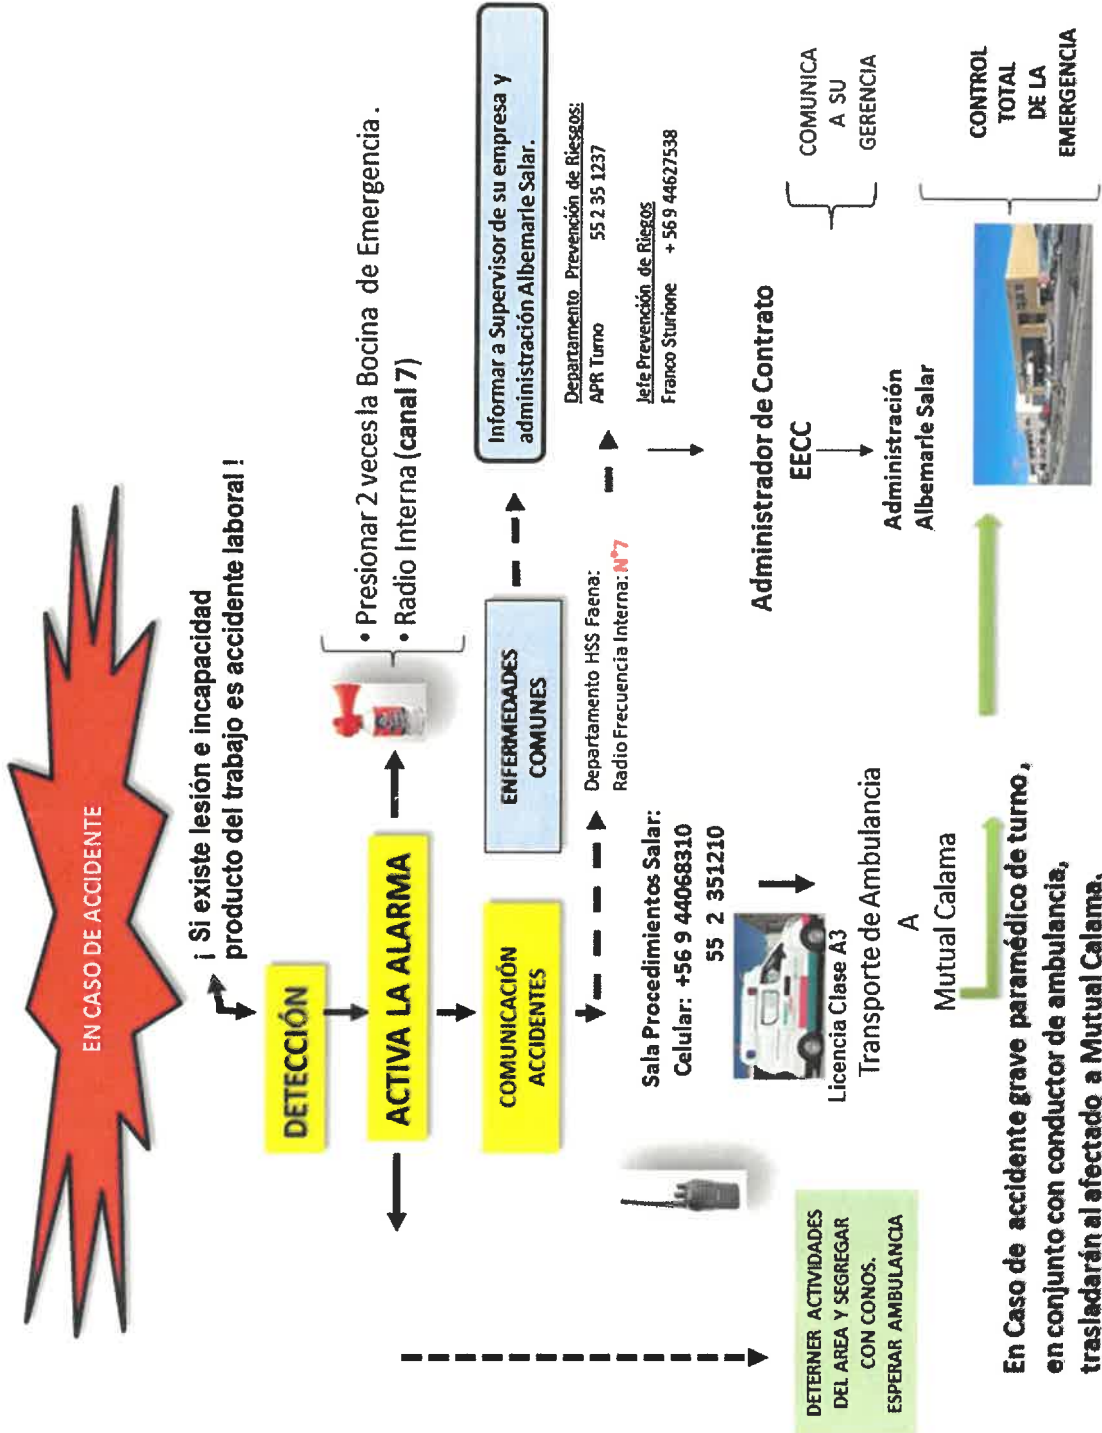 EN CASO DE ACCIDENTE
¡ Si existe lesión e incapacidad
producto del trabajo es accidente laboral !
DETECCIÓN
ACTIVA LA ALARMA
• Presionar 2 veces la Bocina de Emergencia.
• Radio Interna (canal 7)
COMUNICACIÓN
ACCIDENTES
ENFERMEDADES
COMUNES
Informar a Supervisor de su empresa y
administración Albemarle Salar.
Departamento HSS Faena:
Radio Frecuencia Interna: N°7
Departamento Prevención de Riesgos:
APR Turno 55 2 35 1237
Jefe Prevención de Riegos
Franco Sturione + 56 9 44627538
Sala Procedimientos Salar:
Celular: +56 9 44068310
55 2 351210
Licencia Clase A3
Transporte de Ambulancia
A
Mutual Calama
Administrador de Contrato
EECC
Administración
Albemarle Salar
COMUNICA
A SU
GERENCIA
CONTROL
TOTAL
DE LA
EMERGENCIA
DETERNER ACTIVIDADES
DEL AREA Y SEGREGAR
CON CONOS.
ESPERAR AMBULANCIA
En Caso de accidente grave paramédico de turno,
en conjunto con conductor de ambulancia,
trasladarán al afectado a Mutual Calama.